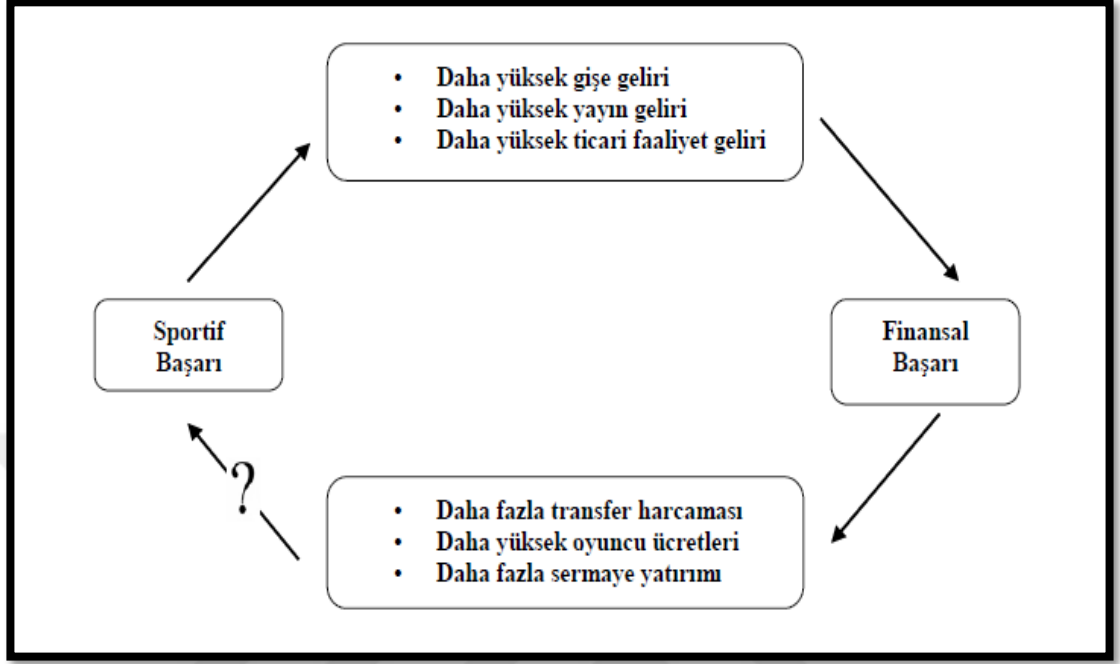 • Daha yüksek gişe geliri
• Daha yüksek yayın geliri
• Daha yüksek ticari faaliyet geliri
Sportif
Başarı
Finansal
Başarı
?
• Daha fazla transfer harcaması
• Daha yüksek oyuncu ücretleri
• Daha fazla sermaye yatırımı